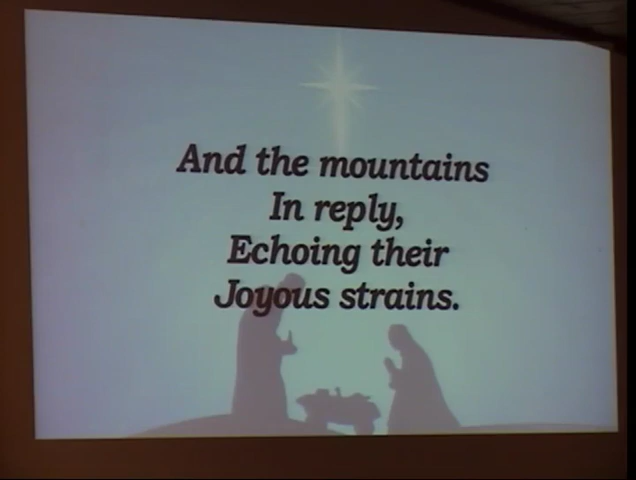 And the mountains
In reply,
Echoing their
Joyous strains.